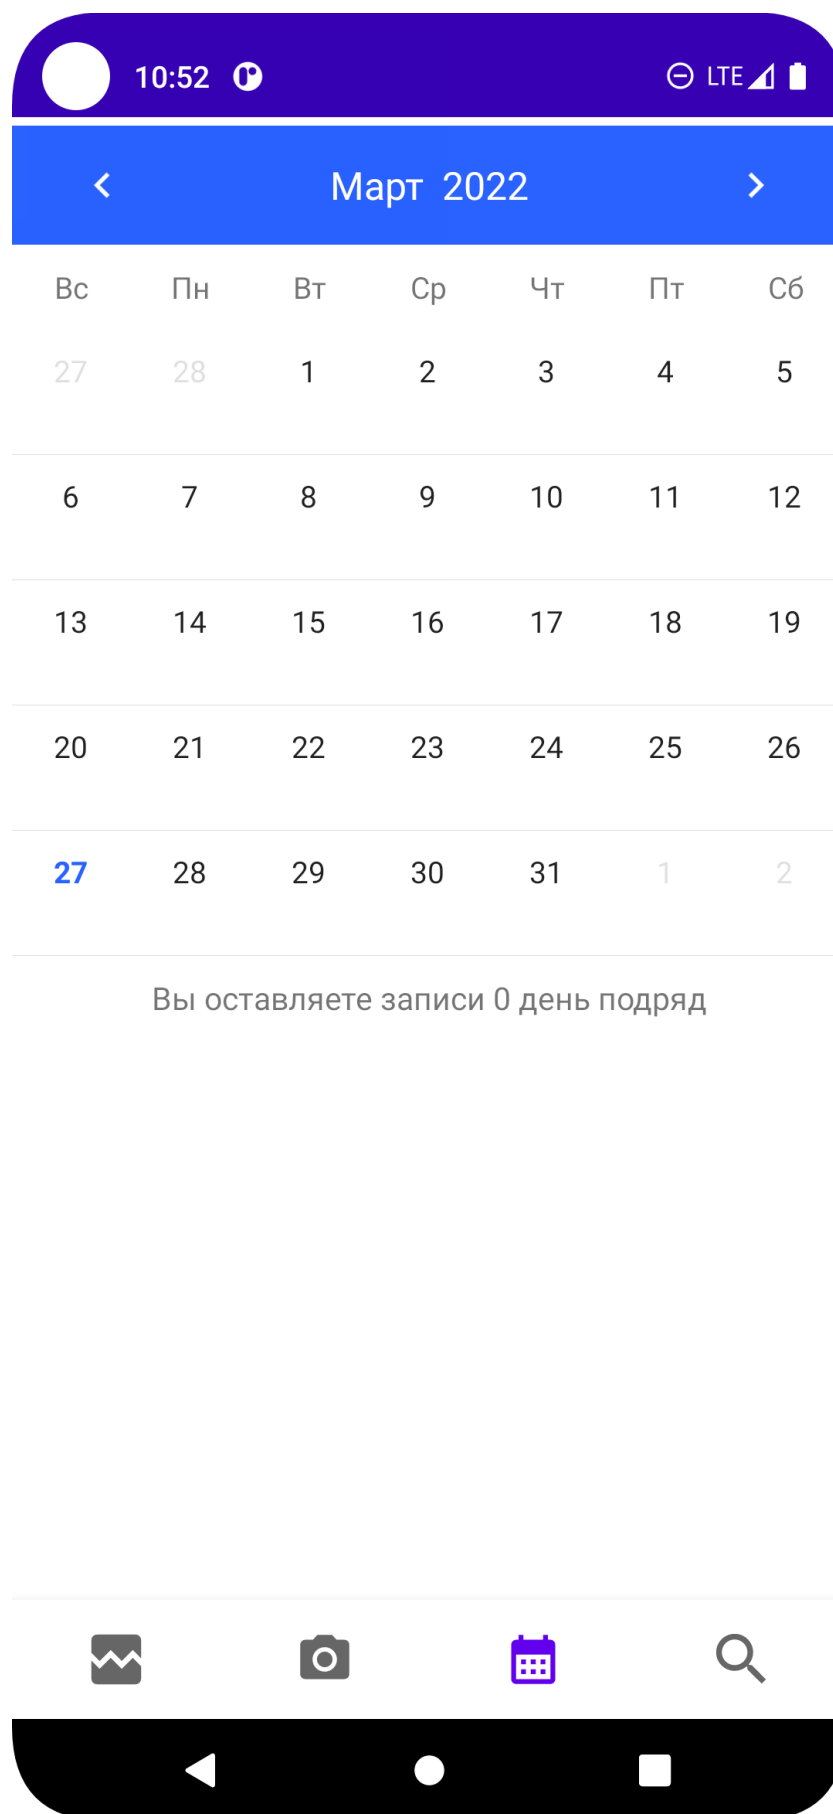 10:52 LTE
Март 2022
Вс Пн Вт Ср Чт Пт Сб
27 28 1 2 3 4 5
6 7 8 9 10 11 12
13 14 15 16 17 18 19
20 21 22 23 24 25 26
27 28 29 30 31 1 2
Вы оставляете записи 0 день подряд